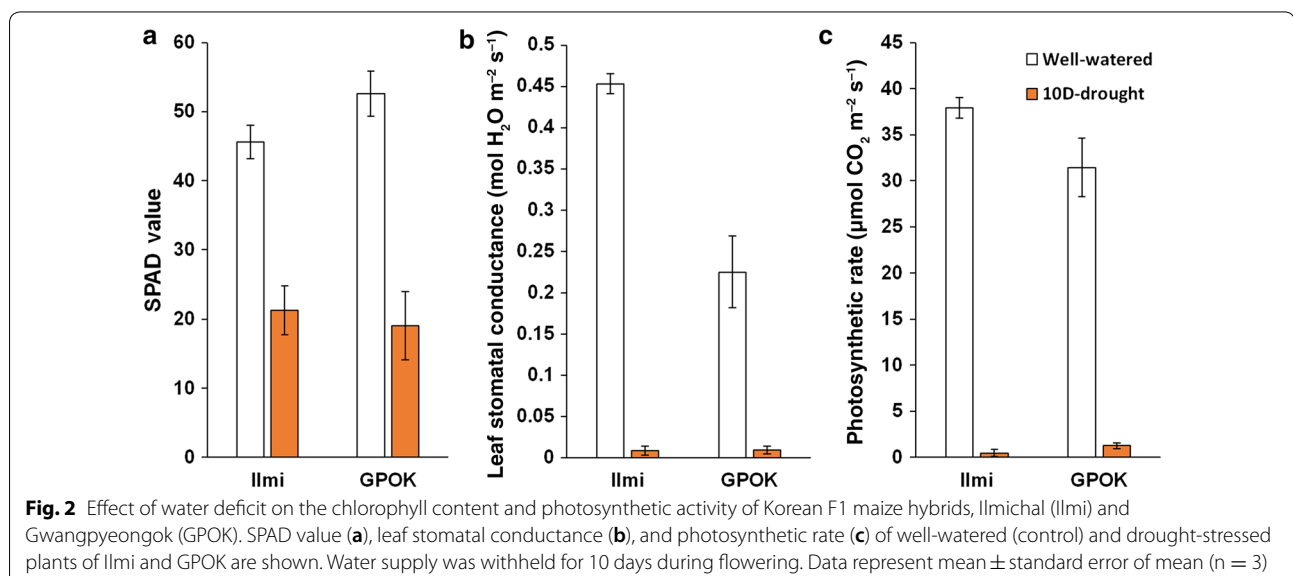 a
60
50
40
30
20
10
0
SPAD value
Ilmi GPOK
b
0.5
0.45
0.4
0.35
0.3
0.25
0.2
0.15
0.1
0.05
0
Leaf stomatal conductance (mol H₂O m⁻² s⁻¹)
Ilmi GPOK
c
45
40
35
30
25
20
15
10
5
0
Photosynthetic rate (µmol CO₂ m⁻² s⁻¹)
Well-watered
10D-drought
Ilmi GPOK
Fig. 2 Effect of water deficit on the chlorophyll content and photosynthetic activity of Korean F1 maize hybrids, Ilmichal (Ilmi) and
Gwangpyeongok (GPOK). SPAD value (a), leaf stomatal conductance (b), and photosynthetic rate (c) of well-watered (control) and drought-stressed
plants of Ilmi and GPOK are shown. Water supply was withheld for 10 days during flowering. Data represent mean ± standard error of mean (n = 3)